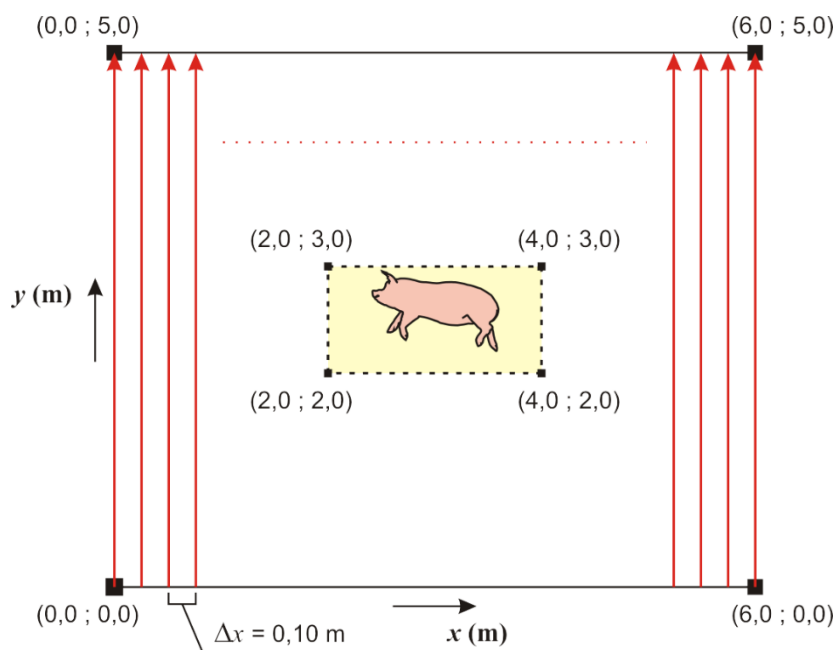 (0,0 ; 5,0)
(6,0 ; 5,0)
(2,0 ; 3,0)
(4,0 ; 3,0)
y (m)
(2,0 ; 2,0)
(4,0 ; 2,0)
(0,0 ; 0,0)
(6,0 ; 0,0)
Δx = 0,10 m
x (m)